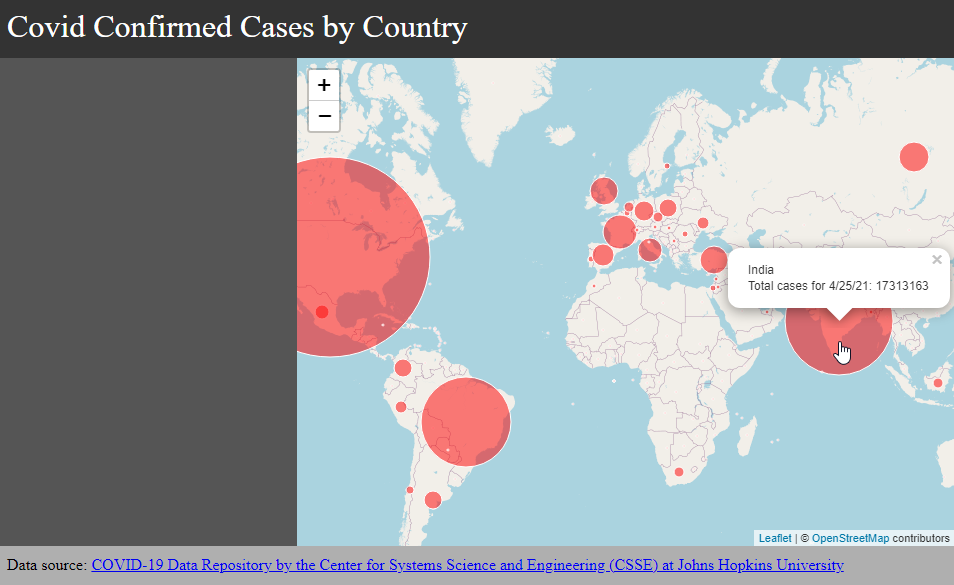 Covid Confirmed Cases by Country
+
−
×
India
Total cases for 4/25/21: 17313163
Leaflet | © OpenStreetMap contributors
Data source: COVID-19 Data Repository by the Center for Systems Science and Engineering (CSSE) at Johns Hopkins University